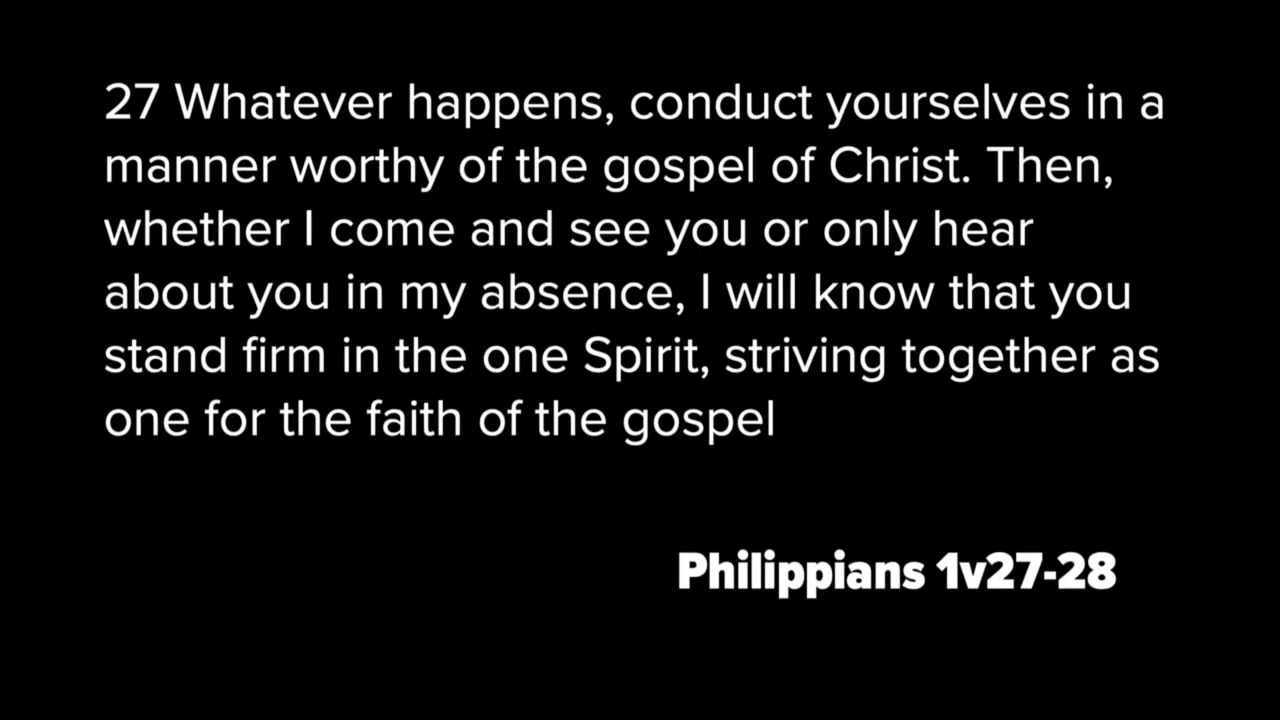 27 Whatever happens, conduct yourselves in a
manner worthy of the gospel of Christ. Then,
whether I come and see you or only hear
about you in my absence, I will know that you
stand firm in the one Spirit, striving together as
one for the faith of the gospel
Philippians 1v27-28